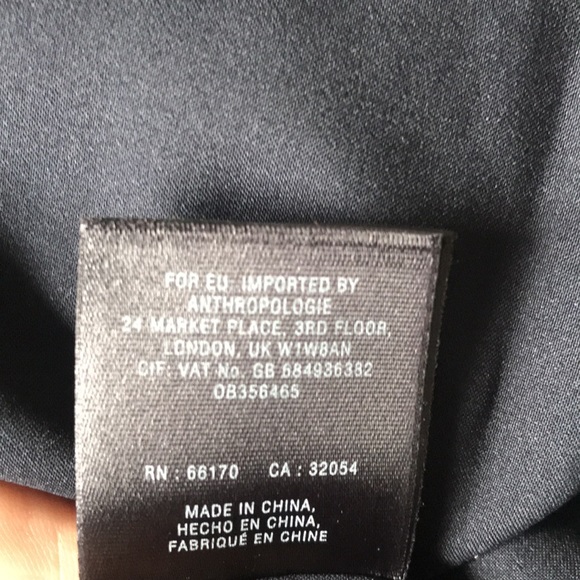 FOR EU IMPORTED BY
ANTHROPOLOGIE
24 MARKET PLACE, 3RD FLOOR,
LONDON, UK W1W8AN
CIF: VAT No. GB 684936382
OB356465
RN : 66170 CA : 32054
MADE IN CHINA,
HECHO EN CHINA,
FABRIQUÉ EN CHINE